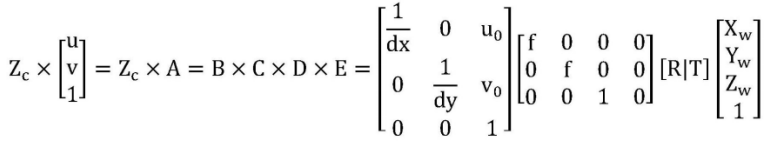 Z_c × [u; v; 1] = Z_c × A = B × C × D × E = [1/dx 0 u_0; 0 1/dy v_0; 0 0 1] [f 0 0 0; 0 f 0 0; 0 0 1 0] [R|T] [X_w; Y_w; Z_w; 1]